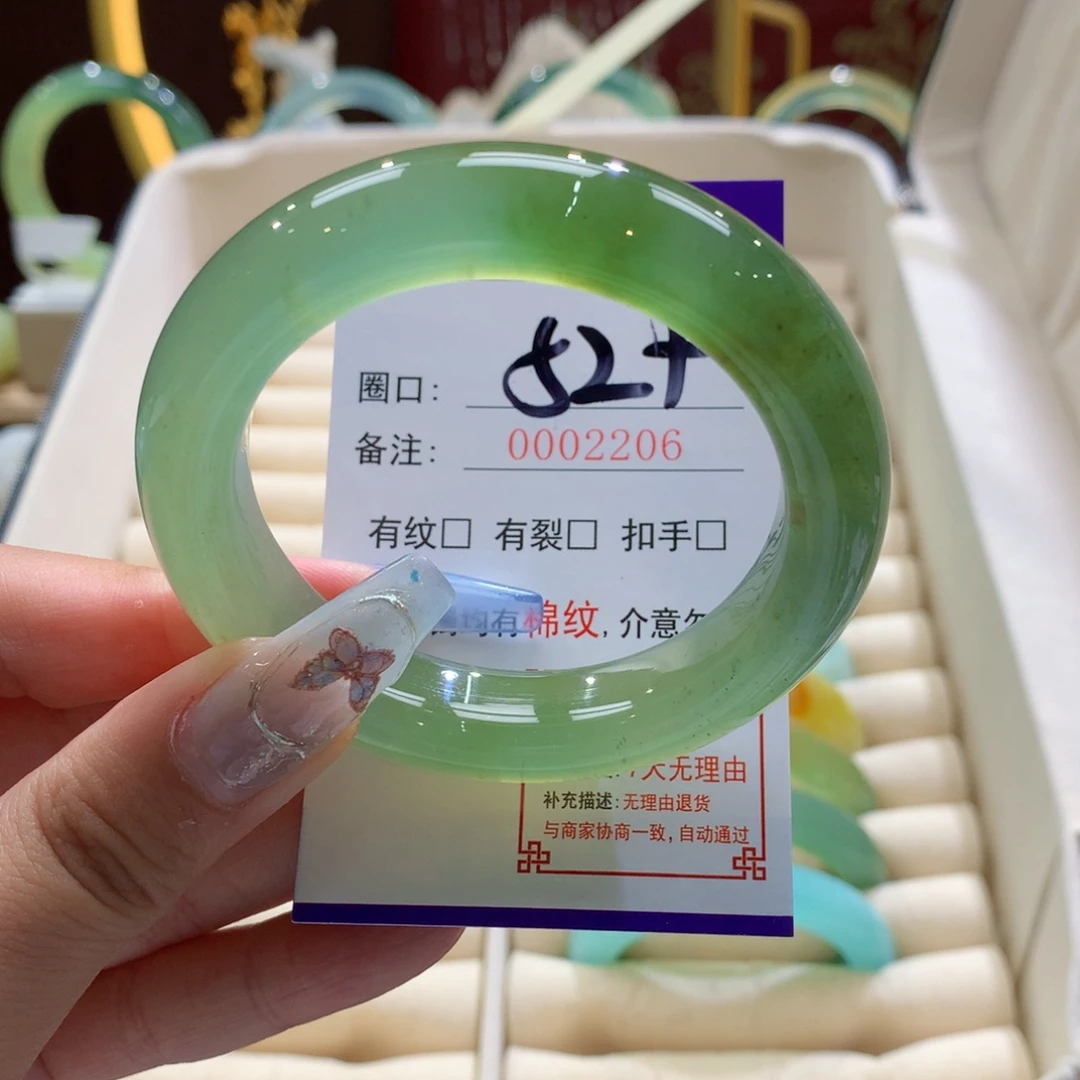 圈口: 52+
备注: 0002206
有纹□ 有裂□ 扣手□
均有棉纹, 介意
7天无理由
补充描述: 无理由退货
与商家协商一致, 自动通过